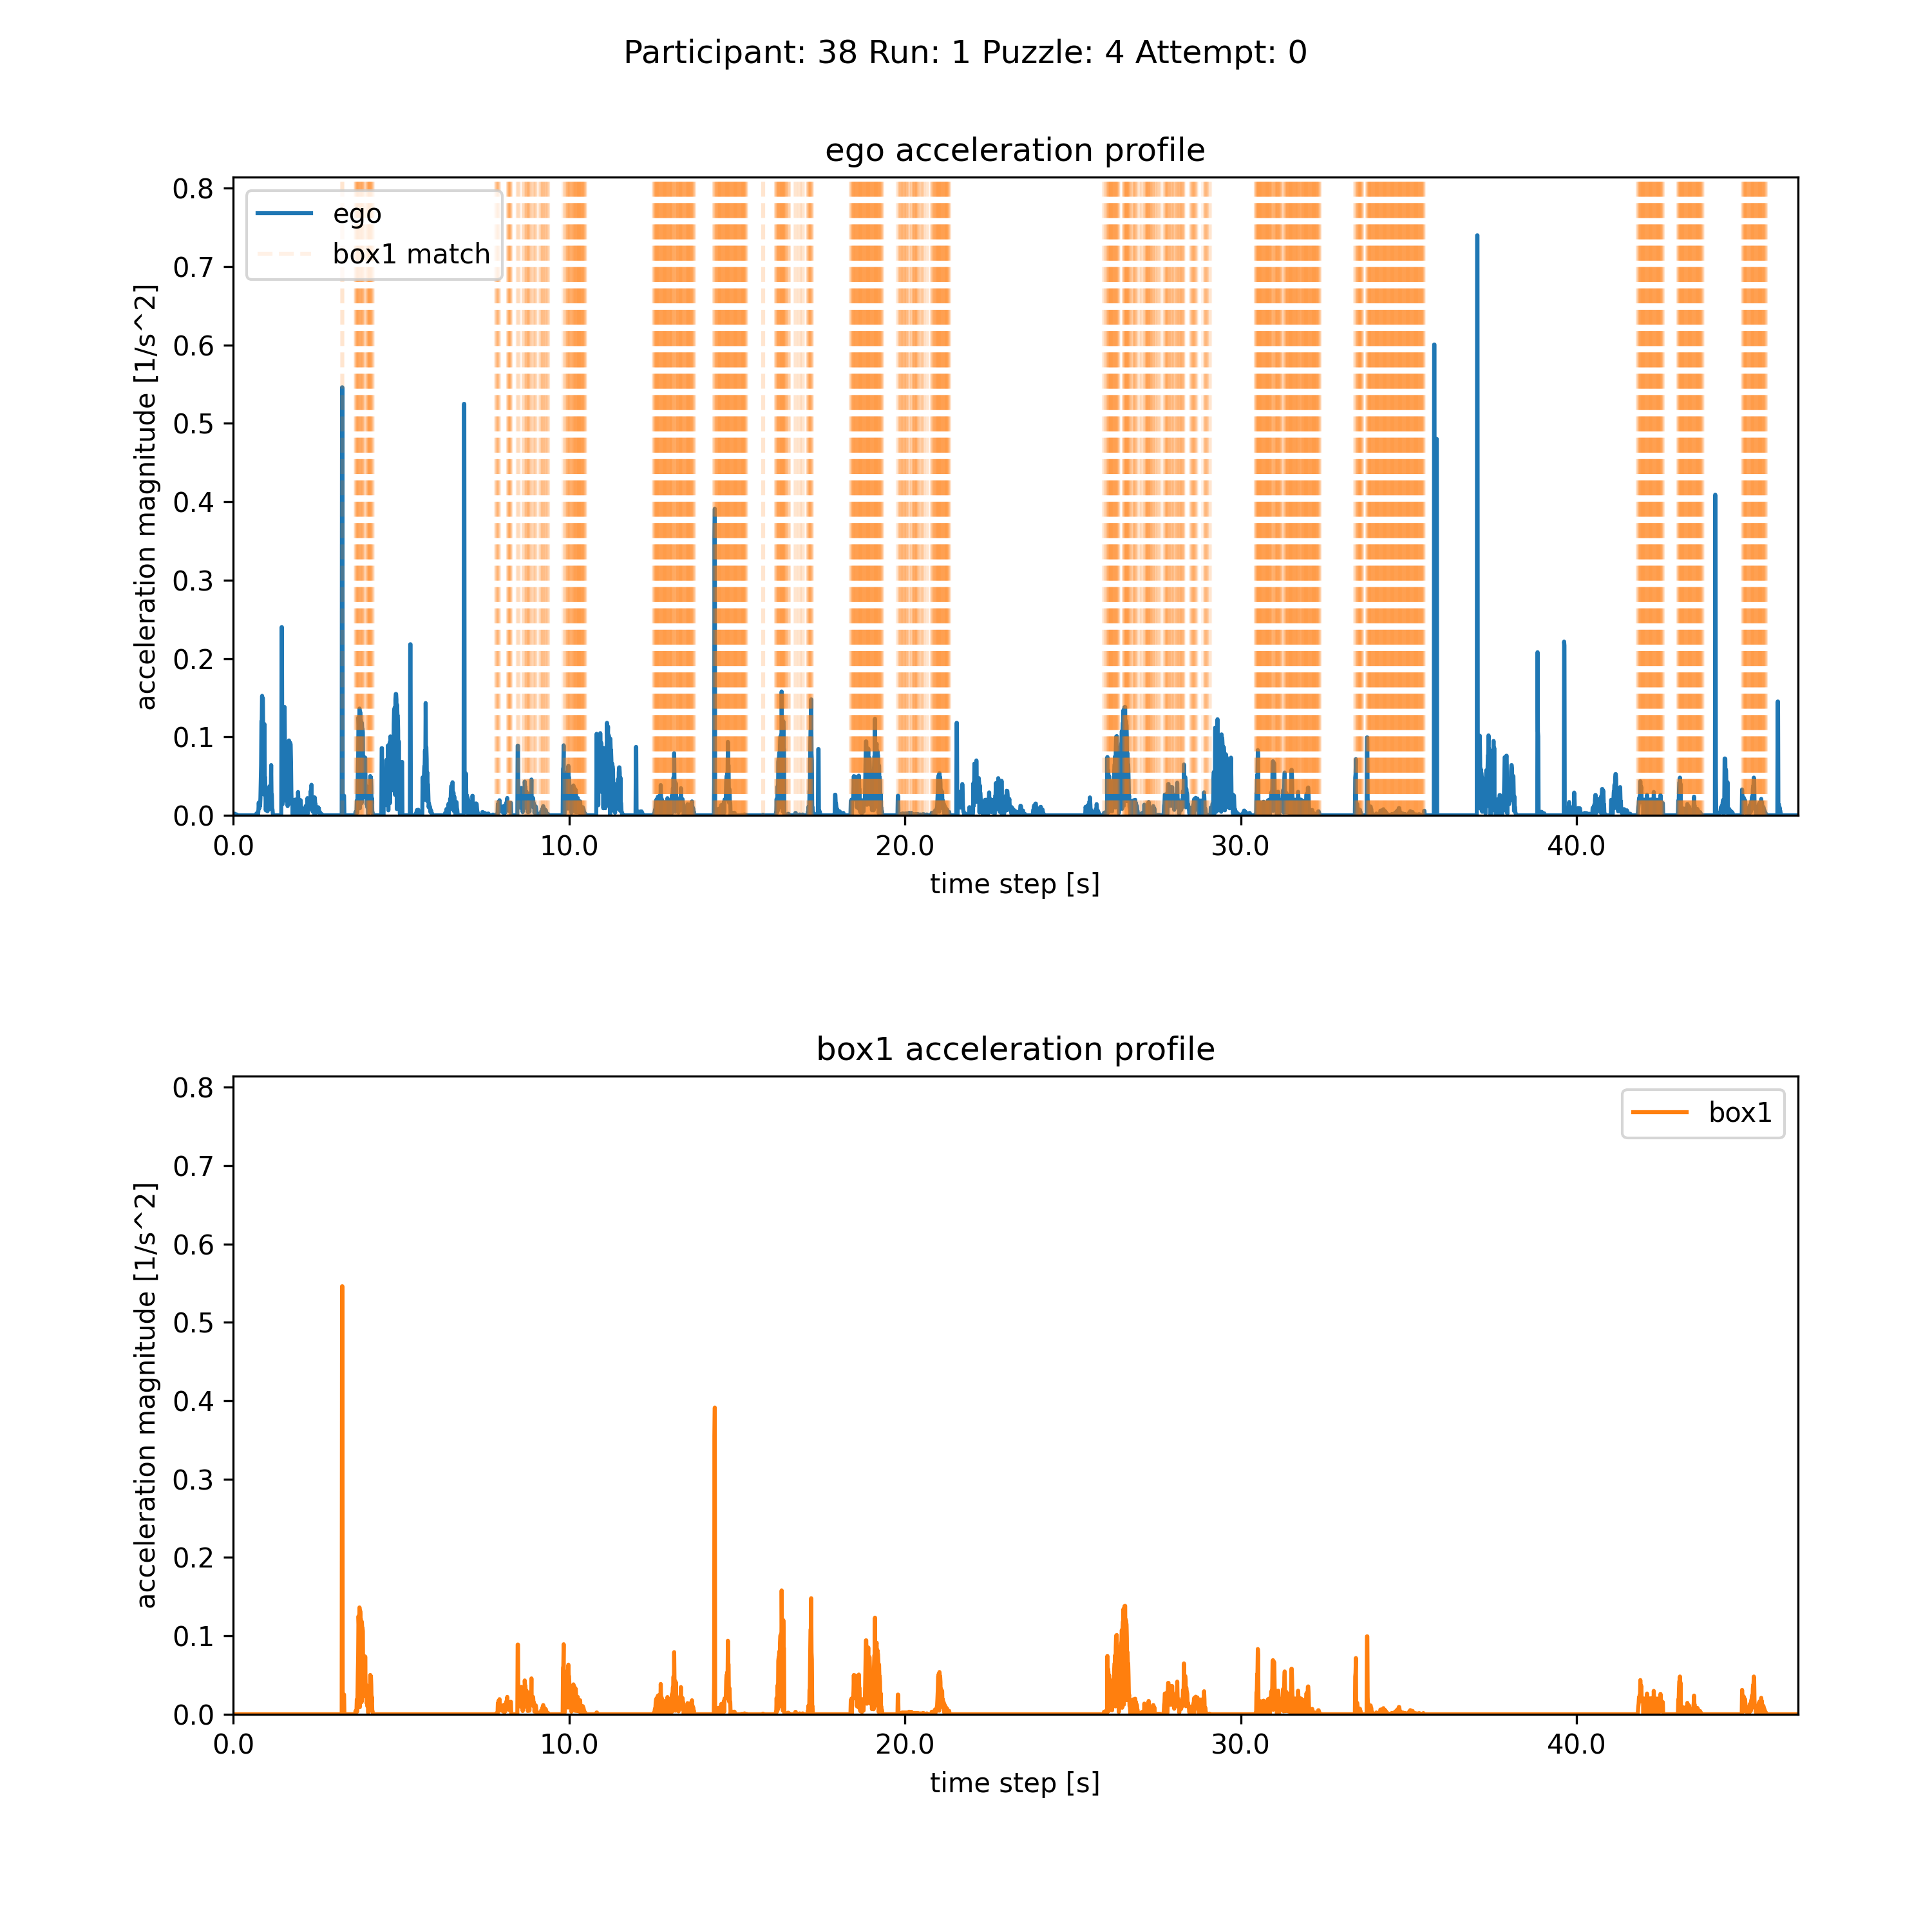 Participant: 38 Run: 1 Puzzle: 4 Attempt: 0
ego acceleration profile
acceleration magnitude [1/s^2]
0.8
0.7
0.6
0.5
0.4
0.3
0.2
0.1
0.0
ego
box1 match
0.0 10.0 20.0 30.0 40.0
time step [s]
box1 acceleration profile
acceleration magnitude [1/s^2]
0.8
0.7
0.6
0.5
0.4
0.3
0.2
0.1
0.0
box1
0.0 10.0 20.0 30.0 40.0
time step [s]